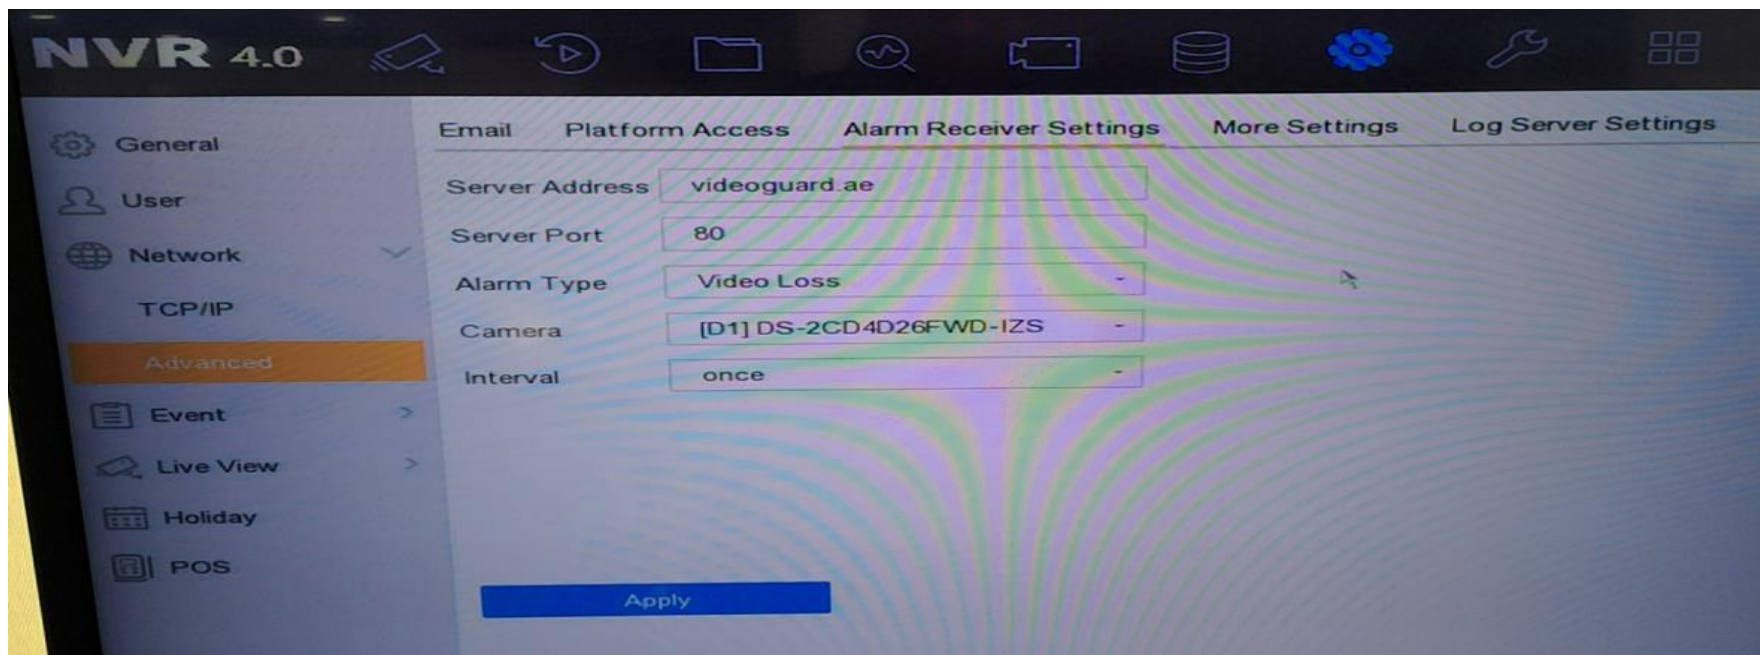 NVR 4.0
General
User
Network
TCP/IP
Advanced
Event
Live View
Holiday
POS
Email Platform Access Alarm Receiver Settings More Settings Log Server Settings
Server Address videoguard.ae
Server Port 80
Alarm Type Video Loss
Camera [D1] DS-2CD4D26FWD-IZS
Interval once
Apply